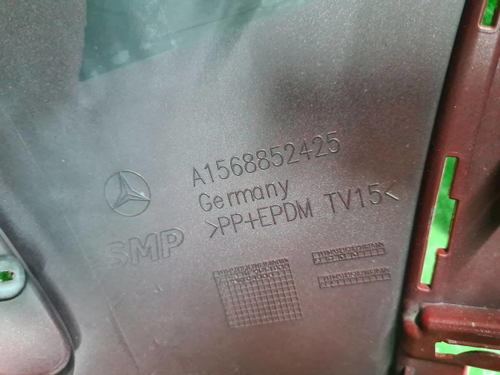 A1568852425
Germany
SMP >PP+EPDM TV15<